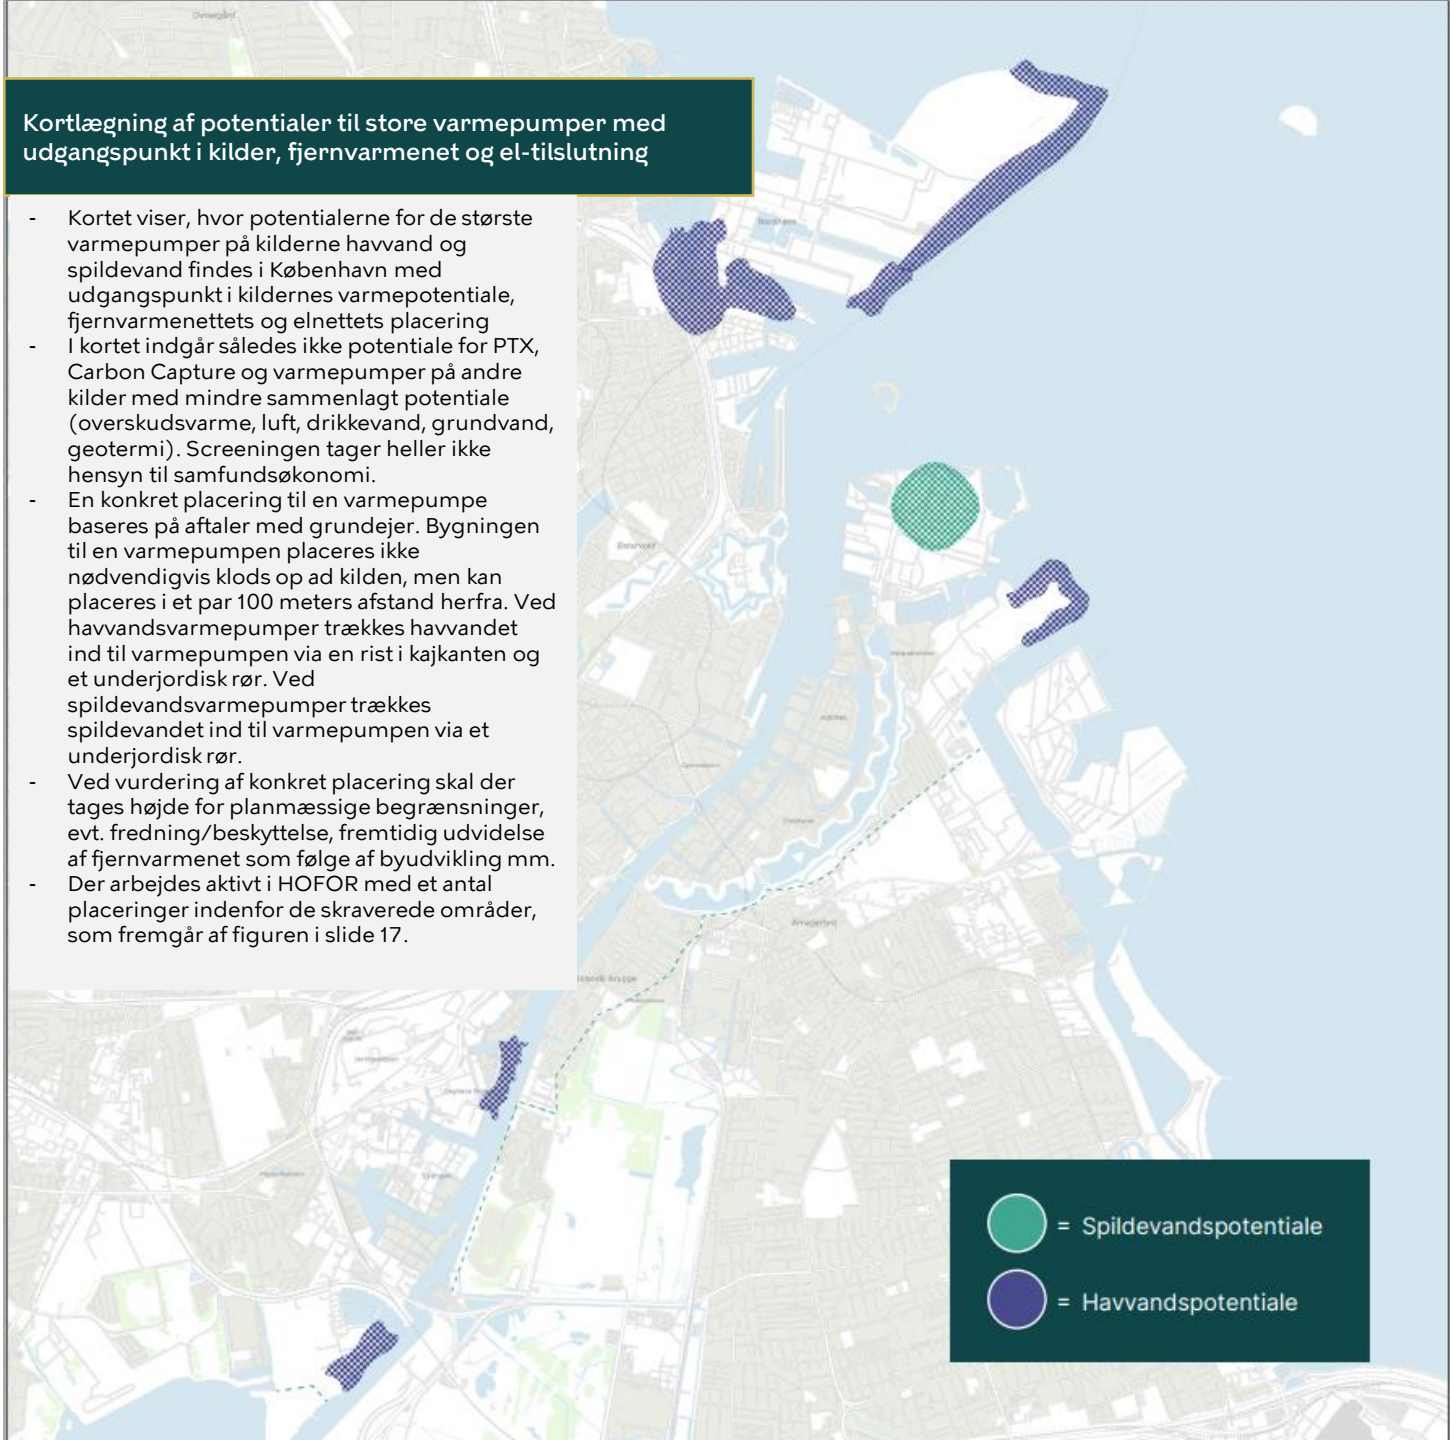 Kortlægning af potentialer til store varmepumper med
udgangspunkt i kilder, fjernvarmenet og el-tilslutning
- Kortet viser, hvor potentialerne for de største
varmepumper på kilderne havvand og
spildevand findes i København med
udgangspunkt i kildernes varmepotentiale,
fjernvarmenettets og elnettets placering
- I kortet indgår således ikke potentiale for PTX,
Carbon Capture og varmepumper på andre
kilder med mindre sammenlagt potentiale
(overskudsvarme, luft, drikkevand, grundvand,
geotermi). Screeningen tager heller ikke
hensyn til samfundsøkonomi.
- En konkret placering til en varmepumpe
baseres på aftaler med grundejer. Bygningen
til en varmepumpen placeres ikke
nødvendigvis klods op ad kilden, men kan
placeres i et par 100 meters afstand herfra. Ved
havvandsvarmepumper trækkes havvandet
ind til varmepumpen via en rist i kajkanten og
et underjordisk rør. Ved
spildevandsvarmepumper trækkes
spildevandet ind til varmepumpen via et
underjordisk rør.
- Ved vurdering af konkret placering skal der
tages højde for planmæssige begrænsninger,
evt. fredning/beskyttelse, fremtidig udvidelse
af fjernvarmenet som følge af byudvikling mm.
- Der arbejdes aktivt i HOFOR med et antal
placeringer indenfor de skraverede områder,
som fremgår af figuren i slide 17.
Nordhavn
Sydhavn
= Spildevandspotentiale
= Havvandspotentiale